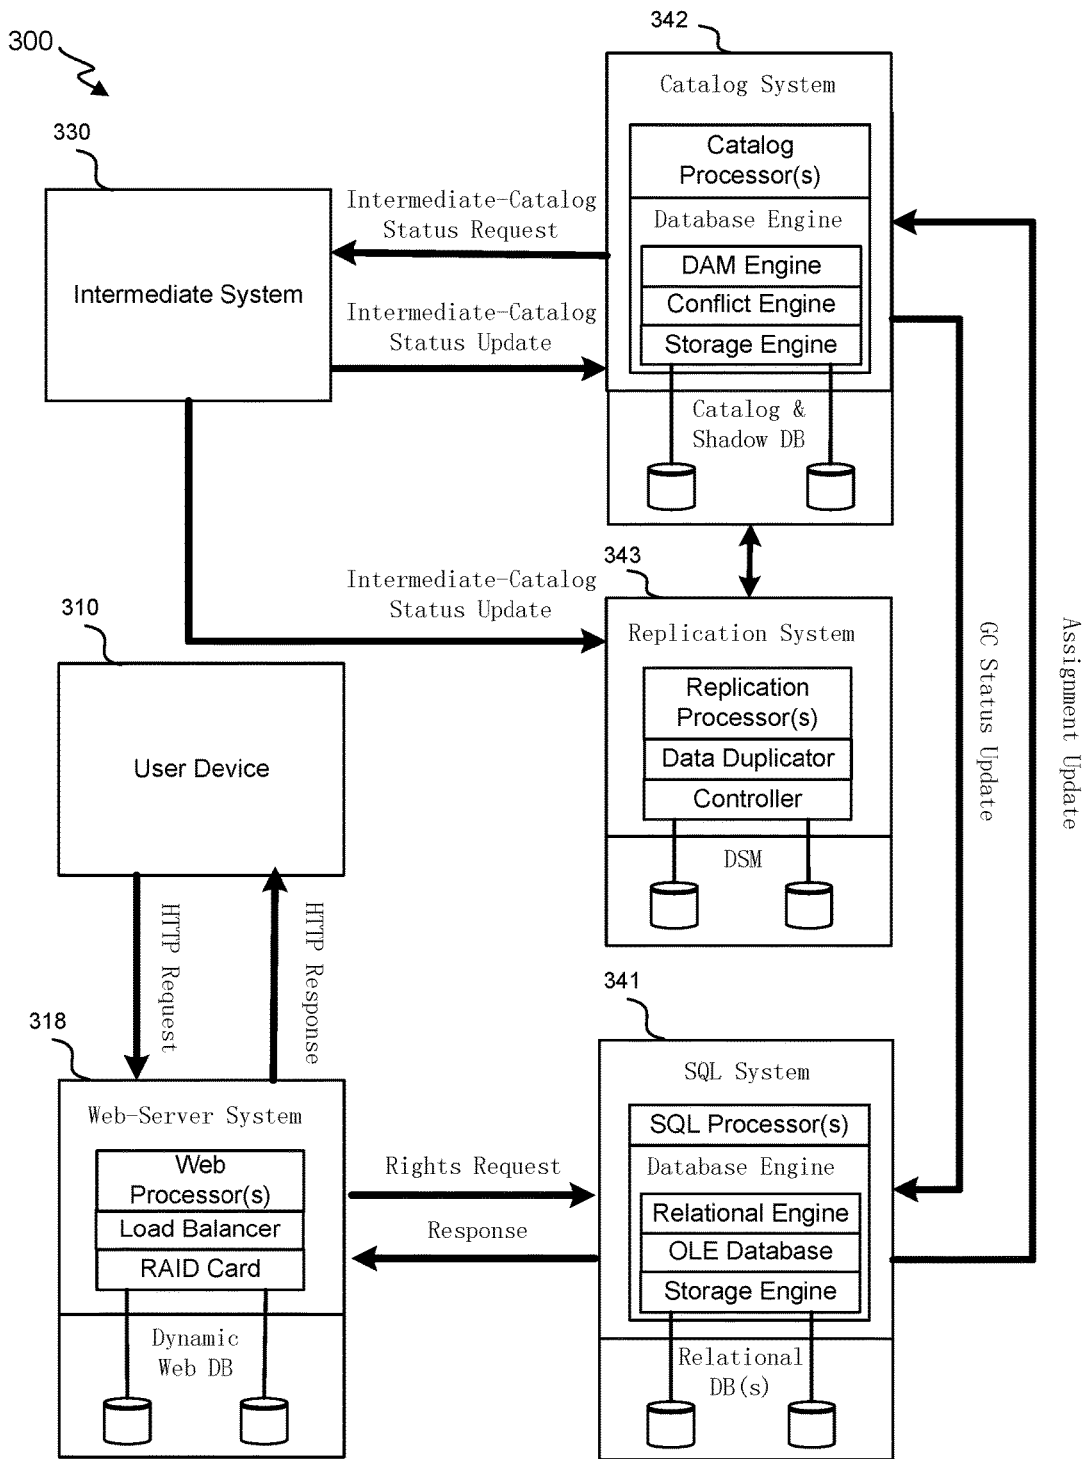 300
342
Catalog System
Catalog
Processor(s)
Database Engine
DAM Engine
Conflict Engine
Storage Engine
Catalog &
Shadow DB
330
Intermediate System
Intermediate-Catalog
Status Request
Intermediate-Catalog
Status Update
Intermediate-Catalog
Status Update
343
Replication System
Replication
Processor(s)
Data Duplicator
Controller
DSM
GC Status Update
Assignment Update
310
User Device
HTTP Request
HTTP Response
318
Web-Server System
Web
Processor(s)
Load Balancer
RAID Card
Dynamic
Web DB
Rights Request
Response
341
SQL System
SQL Processor(s)
Database Engine
Relational Engine
OLE Database
Storage Engine
Relational
DB(s)